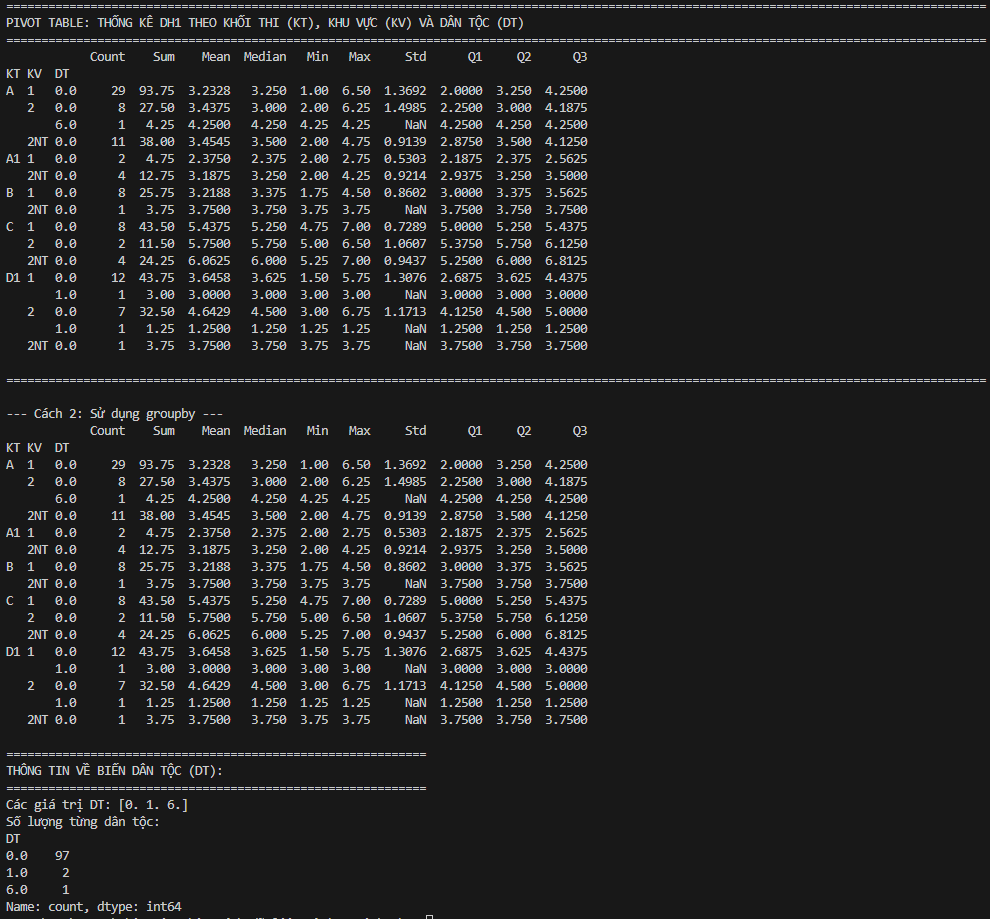 ============================================================================================================================================
PIVOT TABLE: THỐNG KÊ DH1 THEO KHỐI THI (KT), KHU VỰC (KV) VÀ DÂN TỘC (DT)
============================================================================================================================================
            Count    Sum    Mean  Median   Min   Max     Std      Q1     Q2      Q3
KT KV  DT
A  1   0.0     29  93.75  3.2328   3.250  1.00  6.50  1.3692  2.0000  3.250  4.2500
   2   0.0      8  27.50  3.4375   3.000  2.00  6.25  1.4985  2.2500  3.000  4.1875
       6.0      1   4.25  4.2500   4.250  4.25  4.25     NaN  4.2500  4.250  4.2500
   2NT 0.0     11  38.00  3.4545   3.500  2.00  4.75  0.9139  2.8750  3.500  4.1250
A1 1   0.0      2   4.75  2.3750   2.375  2.00  2.75  0.5303  2.1875  2.375  2.5625
   2NT 0.0      4  12.75  3.1875   3.250  2.00  4.25  0.9214  2.9375  3.250  3.5000
B  1   0.0      8  25.75  3.2188   3.375  1.75  4.50  0.8602  3.0000  3.375  3.5625
   2NT 0.0      1   3.75  3.7500   3.750  3.75  3.75     NaN  3.7500  3.750  3.7500
C  1   0.0      8  43.50  5.4375   5.250  4.75  7.00  0.7289  5.0000  5.250  5.4375
   2   0.0      2  11.50  5.7500   5.750  5.00  6.50  1.0607  5.3750  5.750  6.1250
   2NT 0.0      4  24.25  6.0625   6.000  5.25  7.00  0.9437  5.2500  6.000  6.8125
D1 1   0.0     12  43.75  3.6458   3.625  1.50  5.75  1.3076  2.6875  3.625  4.4375
       1.0      1   3.00  3.0000   3.000  3.00  3.00     NaN  3.0000  3.000  3.0000
   2   0.0      7  32.50  4.6429   4.500  3.00  6.75  1.1713  4.1250  4.500  5.0000
       1.0      1   1.25  1.2500   1.250  1.25  1.25     NaN  1.2500  1.250  1.2500
   2NT 0.0      1   3.75  3.7500   3.750  3.75  3.75     NaN  3.7500  3.750  3.7500
============================================================================================================================================
--- Cách 2: Sử dụng groupby ---
            Count    Sum    Mean  Median   Min   Max     Std      Q1     Q2      Q3
KT KV  DT
A  1   0.0     29  93.75  3.2328   3.250  1.00  6.50  1.3692  2.0000  3.250  4.2500
   2   0.0      8  27.50  3.4375   3.000  2.00  6.25  1.4985  2.2500  3.000  4.1875
       6.0      1   4.25  4.2500   4.250  4.25  4.25     NaN  4.2500  4.250  4.2500
   2NT 0.0     11  38.00  3.4545   3.500  2.00  4.75  0.9139  2.8750  3.500  4.1250
A1 1   0.0      2   4.75  2.3750   2.375  2.00  2.75  0.5303  2.1875  2.375  2.5625
   2NT 0.0      4  12.75  3.1875   3.250  2.00  4.25  0.9214  2.9375  3.250  3.5000
B  1   0.0      8  25.75  3.2188   3.375  1.75  4.50  0.8602  3.0000  3.375  3.5625
   2NT 0.0      1   3.75  3.7500   3.750  3.75  3.75     NaN  3.7500  3.750  3.7500
C  1   0.0      8  43.50  5.4375   5.250  4.75  7.00  0.7289  5.0000  5.250  5.4375
   2   0.0      2  11.50  5.7500   5.750  5.00  6.50  1.0607  5.3750  5.750  6.1250
   2NT 0.0      4  24.25  6.0625   6.000  5.25  7.00  0.9437  5.2500  6.000  6.8125
D1 1   0.0     12  43.75  3.6458   3.625  1.50  5.75  1.3076  2.6875  3.625  4.4375
       1.0      1   3.00  3.0000   3.000  3.00  3.00     NaN  3.0000  3.000  3.0000
   2   0.0      7  32.50  4.6429   4.500  3.00  6.75  1.1713  4.1250  4.500  5.0000
       1.0      1   1.25  1.2500   1.250  1.25  1.25     NaN  1.2500  1.250  1.2500
   2NT 0.0      1   3.75  3.7500   3.750  3.75  3.75     NaN  3.7500  3.750  3.7500
============================================================
THÔNG TIN VỀ BIẾN DÂN TỘC (DT):
============================================================
Các giá trị DT: [0. 1. 6.]
Số lượng từng dân tộc:
DT
0.0    97
1.0     2
6.0     1
Name: count, dtype: int64